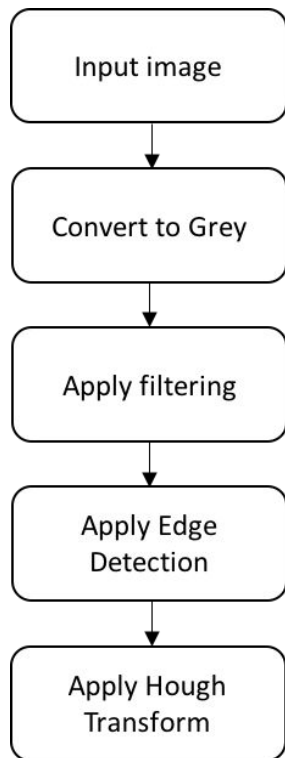 Input image
Convert to Grey
Apply filtering
Apply Edge
Detection
Apply Hough
Transform